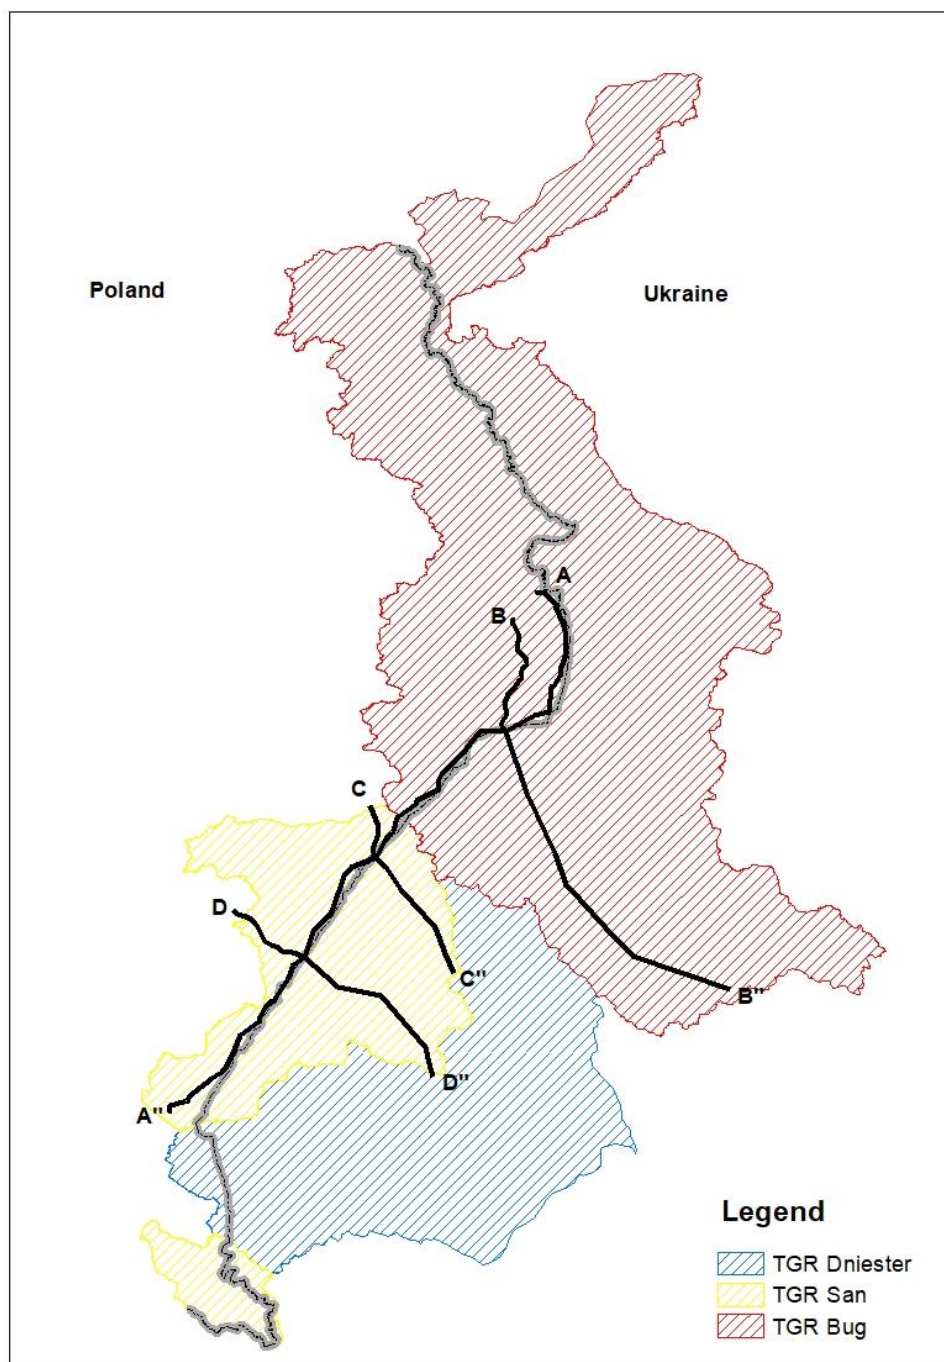 Poland
Ukraine
A
B
C
D
C"
B"
D"
A"
Legend
TGR Dniester
TGR San
TGR Bug